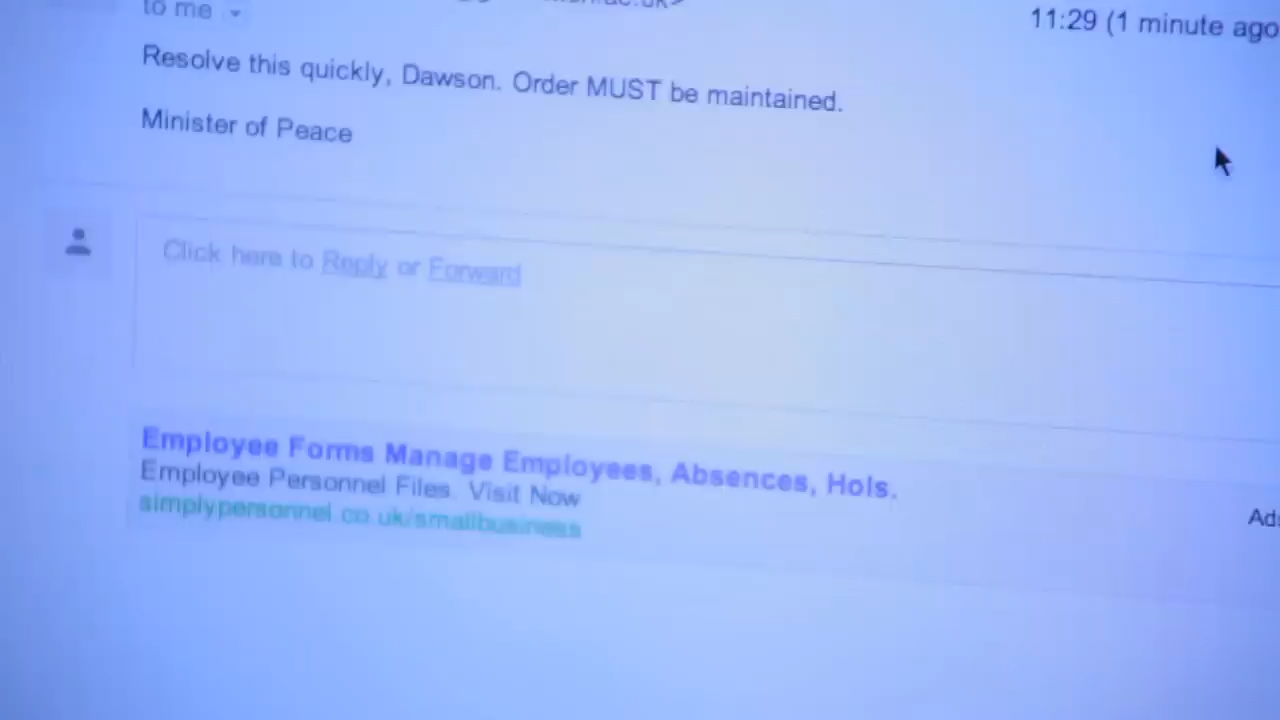 to me
11:29 (1 minute ago
Resolve this quickly, Dawson. Order MUST be maintained.
Minister of Peace
Click here to Reply or Forward
Employee Forms Manage Employees, Absences, Hols.
Employee Personnel Files. Visit Now
simplypersonnel.co.uk/smallbusiness
Ads